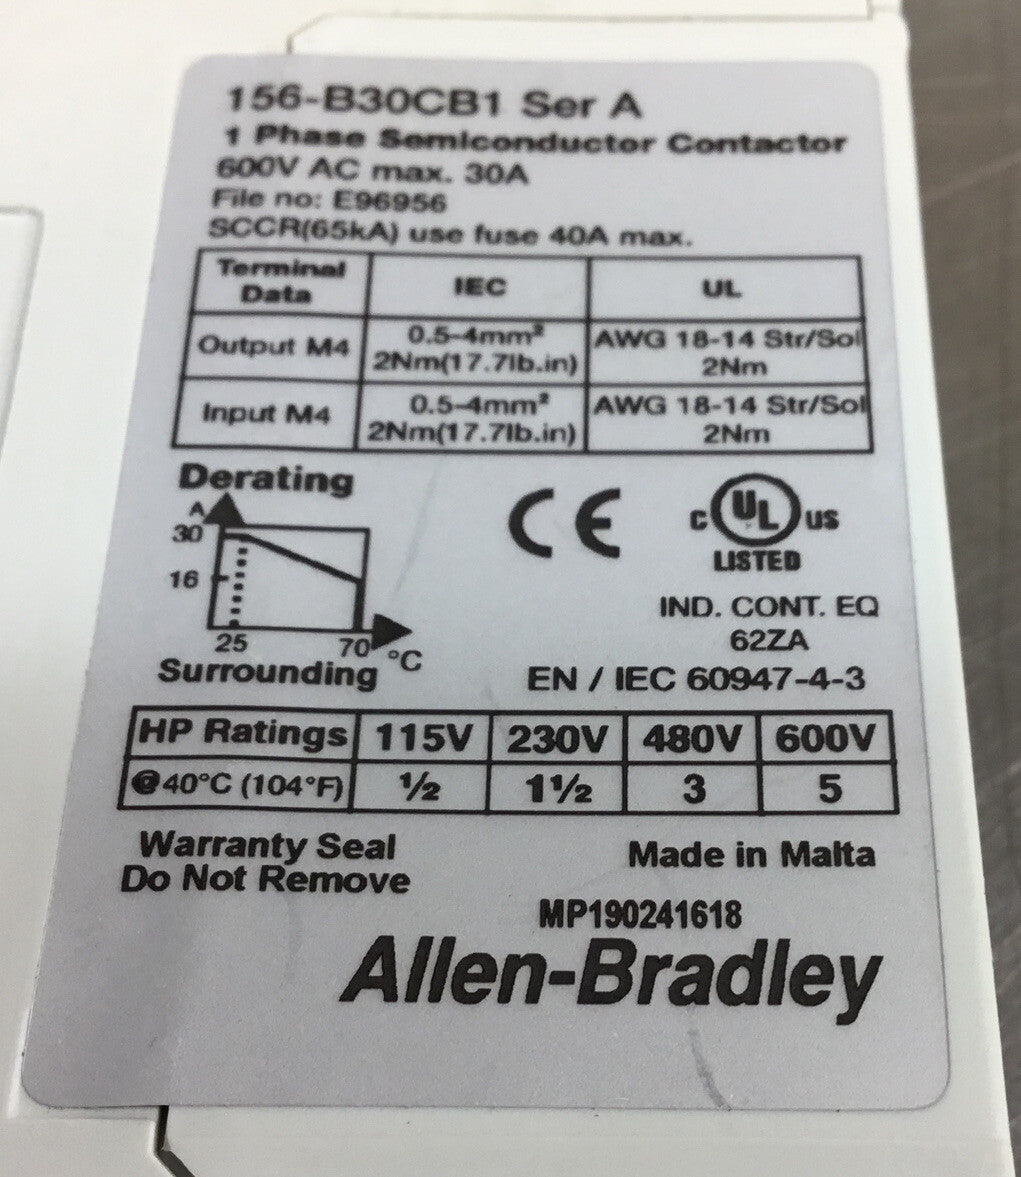 156-B30CB1 Ser A
1 Phase Semiconductor Contactor
600V AC max. 30A
File no: E96956
SCCR(65kA) use fuse 40A max.
Terminal Data IEC UL
Output M4 0.5-4mm² 2Nm(17.7lb.in) AWG 18-14 Str/Sol 2Nm
Input M4 0.5-4mm² 2Nm(17.7lb.in) AWG 18-14 Str/Sol 2Nm
Derating
A
30
16
25 70 °C
Surrounding
CE
C UL US
LISTED
IND. CONT. EQ
62ZA
EN / IEC 60947-4-3
HP Ratings 115V 230V 480V 600V
@40°C (104°F) ½ 1½ 3 5
Warranty Seal
Do Not Remove
Made in Malta
MP190241618
Allen-Bradley